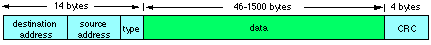 14 bytes 46-1500 bytes 4 bytes
destination address source address type data CRC